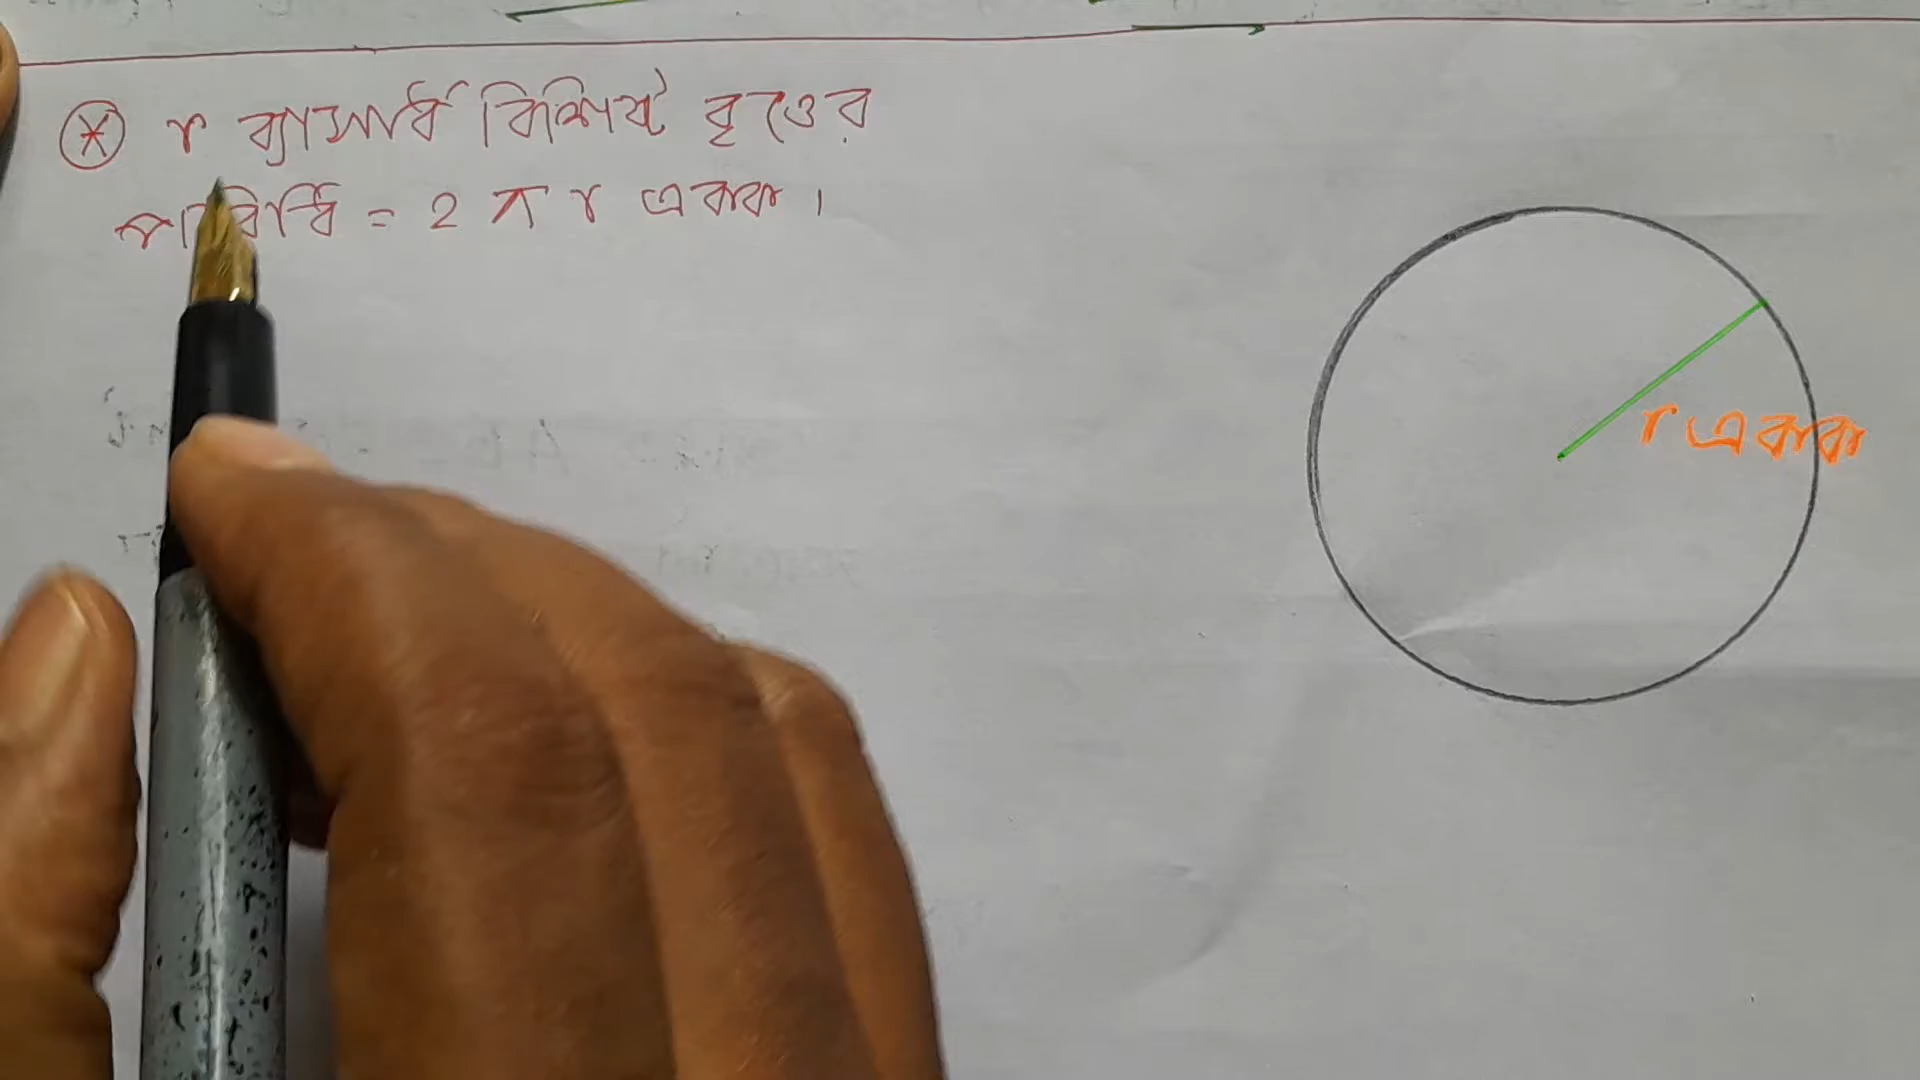 * r ব্যাসার্ধ বিশিষ্ট বৃত্তের
পরিধি = 2 π r একক।
r একক